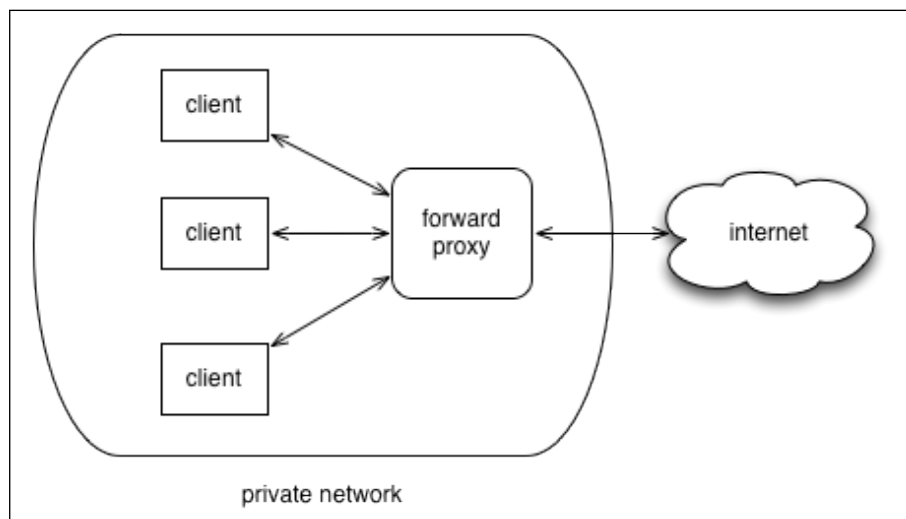 client
client
forward
proxy
internet
client
private network